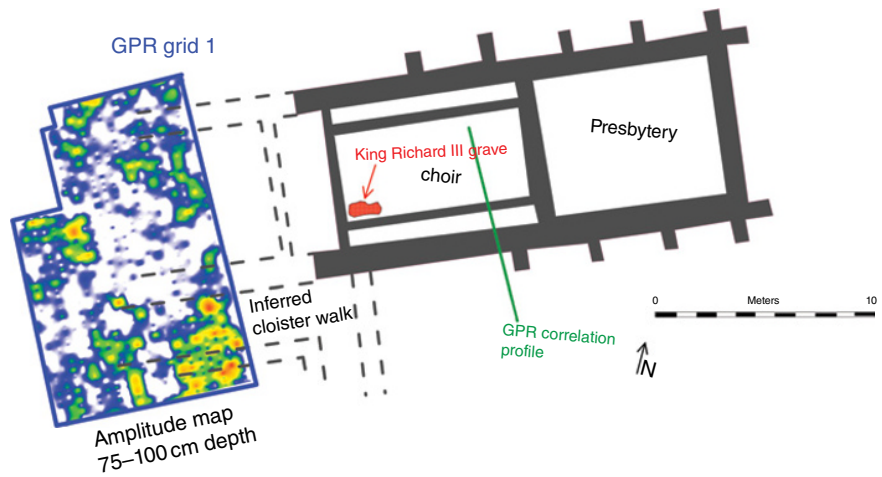 GPR grid 1
King Richard III grave
choir
Presbytery
Inferred
cloister walk
GPR correlation
profile
0 Meters 10
N
Amplitude map
75–100 cm depth